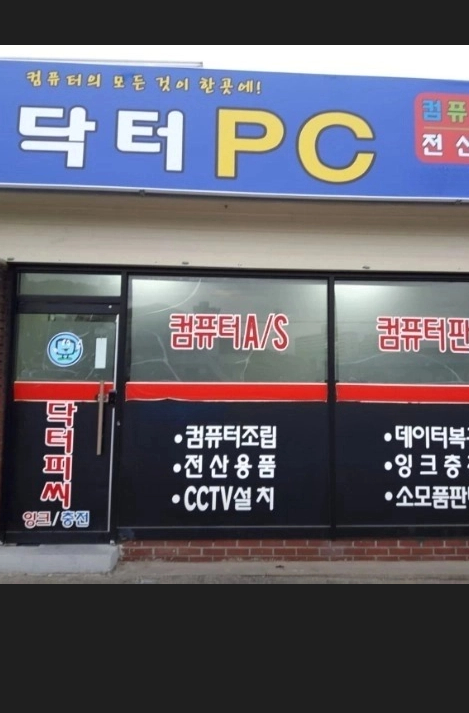 컴퓨터의 모든 것이 한곳에!
닥터PC
컴퓨
전산
컴퓨터A/S
컴퓨터판
닥터피씨
잉크/충전
•컴퓨터조립
•전산용품
•CCTV설치
•데이터복
•잉크충
•소모품판